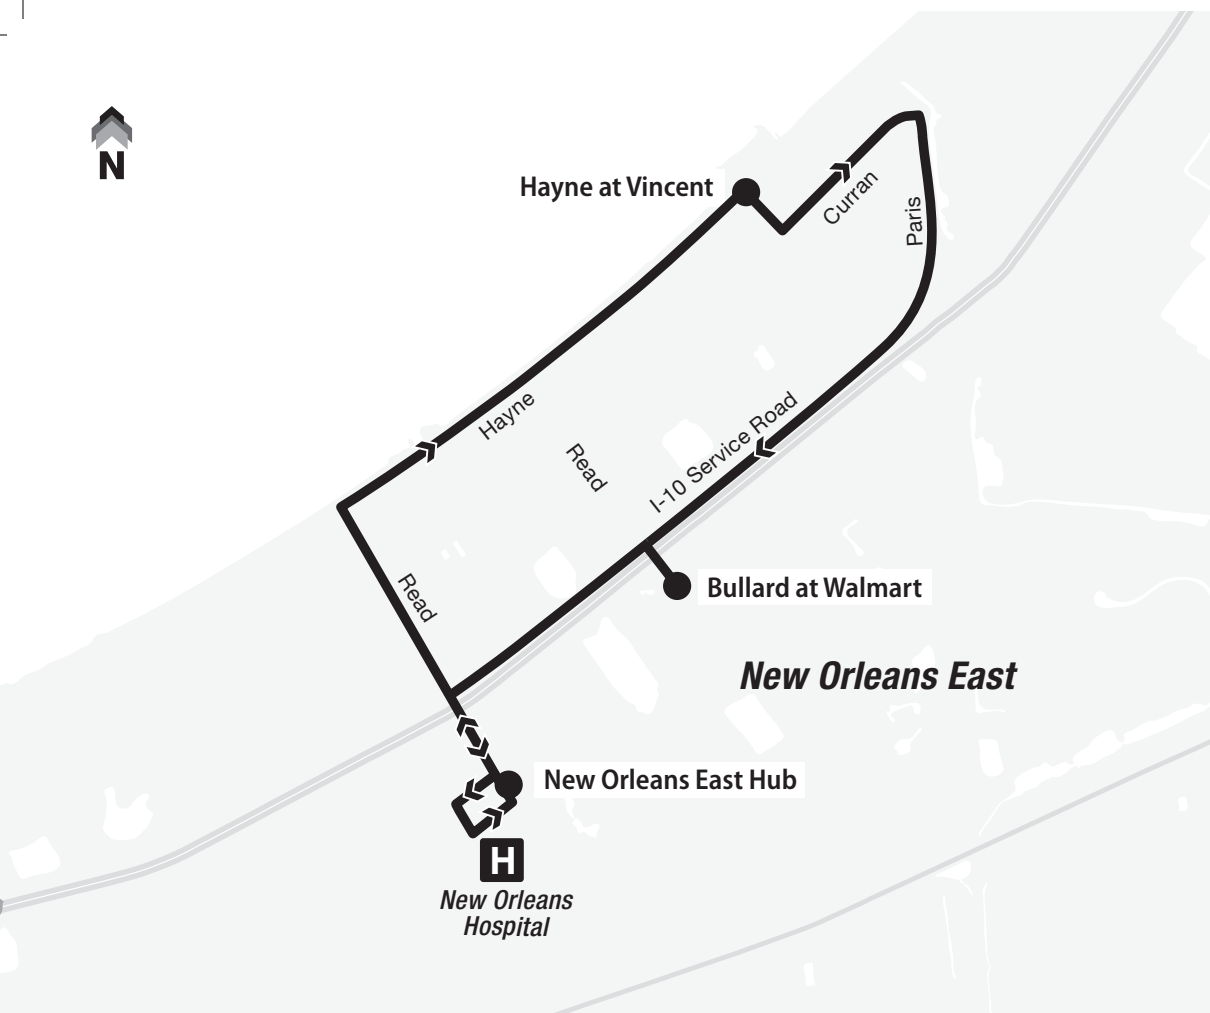 N
Hayne at Vincent
Curran
Paris
Hayne
Read
I-10 Service Road
Read
Bullard at Walmart
New Orleans East
New Orleans East Hub
H
New Orleans
Hospital